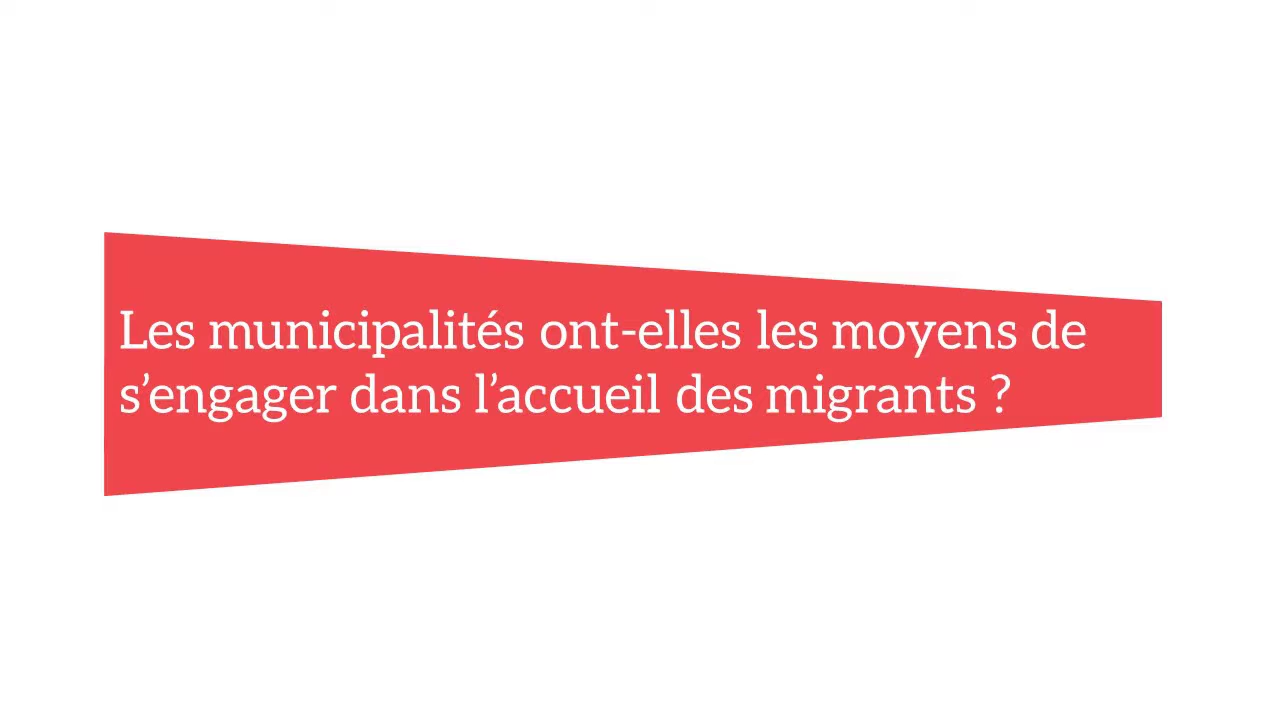 Les municipalités ont-elles les moyens de
s’engager dans l’accueil des migrants ?